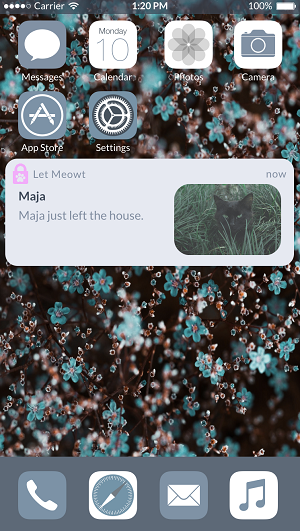 Carrier 1:20 PM 100%
Monday
10
Messages Calendar Photos Camera
App Store Settings
Let Meowt now
Maja
Maja just left the house.